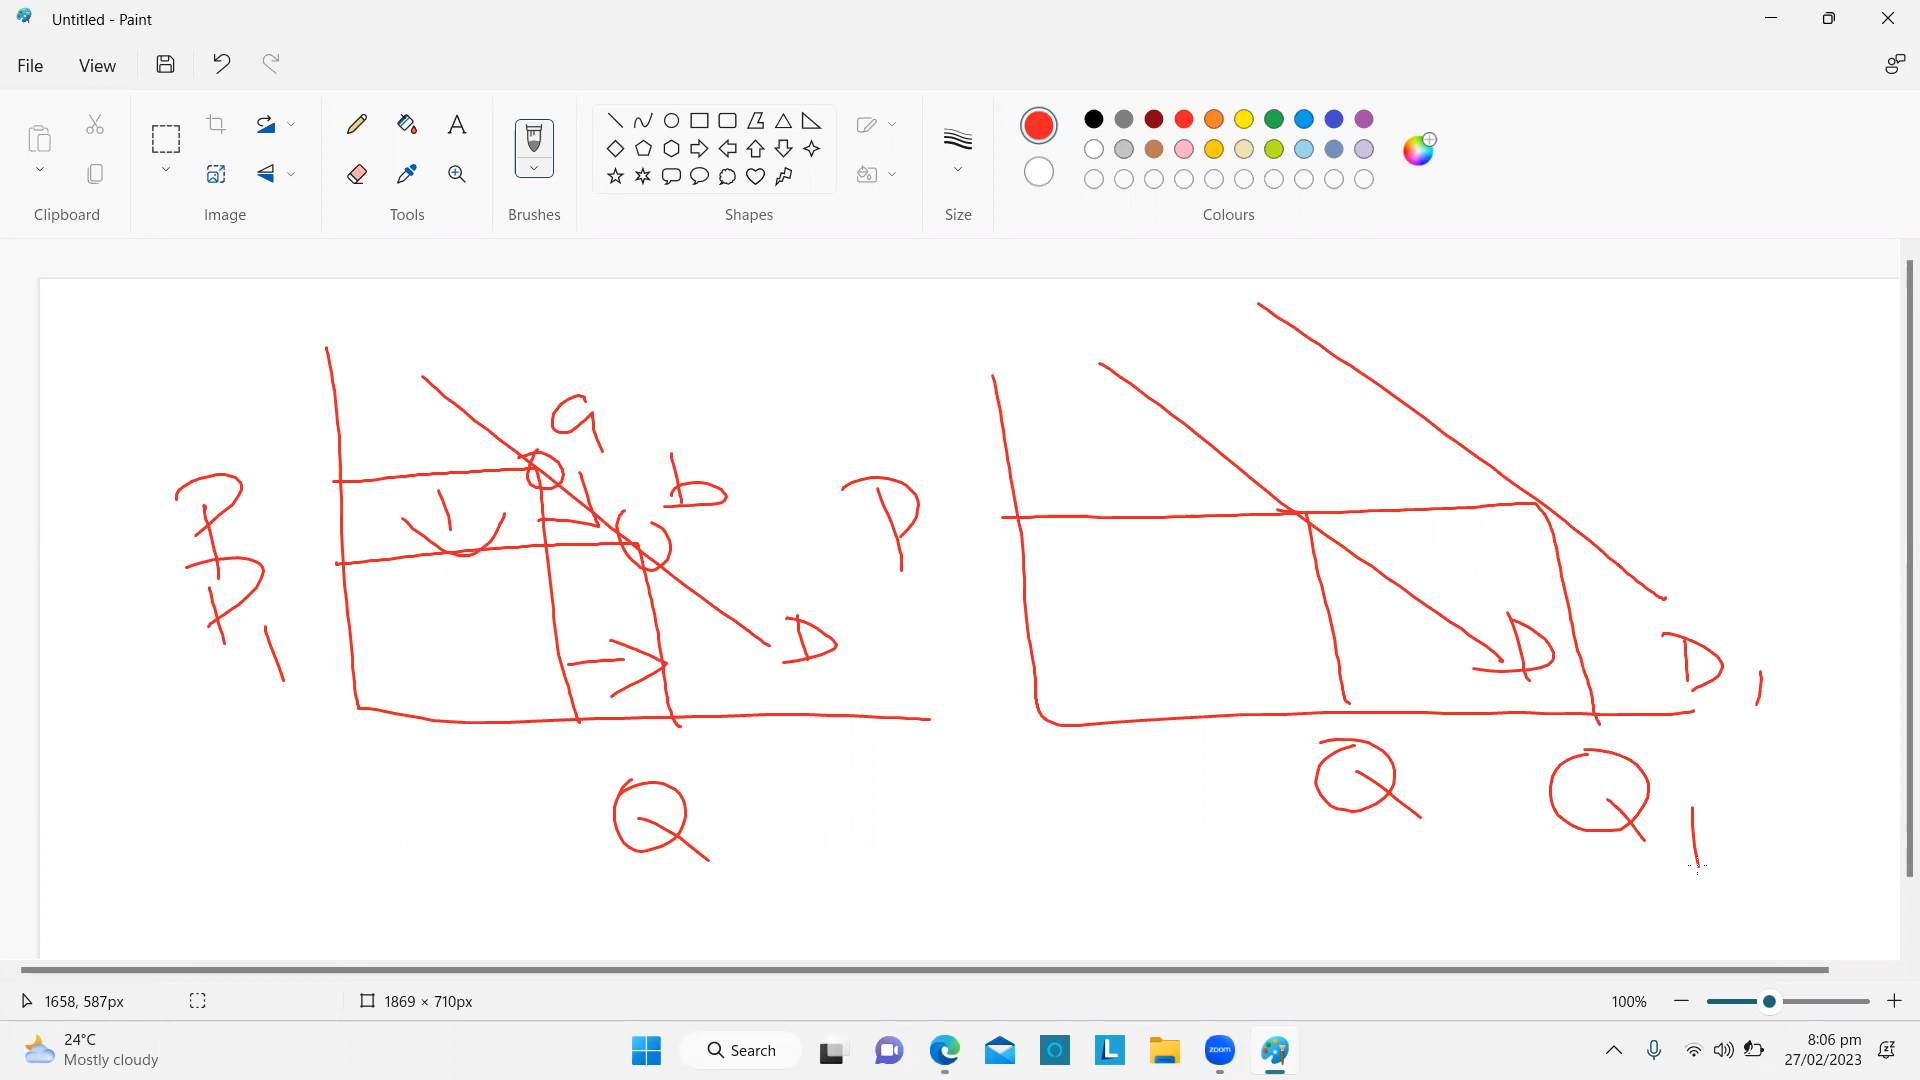 Untitled - Paint
File View
Clipboard Image Tools Brushes Shapes Size Colours
a
b
P
P
P1
D
D
D1
Q
Q
Q1
1658, 587px 1869 × 710px 100%
24°C
Mostly cloudy
Search
L
zoom
8:06 pm
27/02/2023